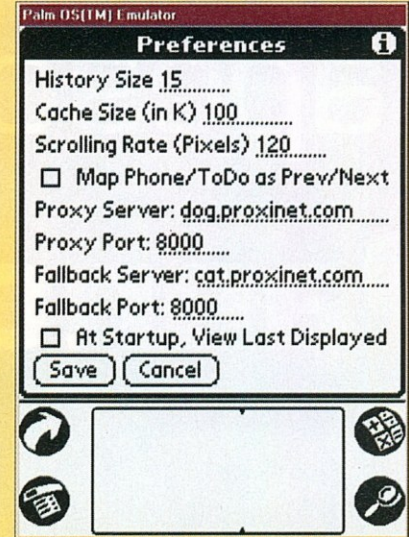 Palm OS(TM) Emulator
Preferences
History Size 15
Cache Size (in K) 100
Scrolling Rate (Pixels) 120
Map Phone/ToDo as Prev/Next
Proxy Server: dog.proxinet.com
Proxy Port: 8000
Fallback Server: cat.proxinet.com
Fallback Port: 8000
At Startup, View Last Displayed
Save Cancel